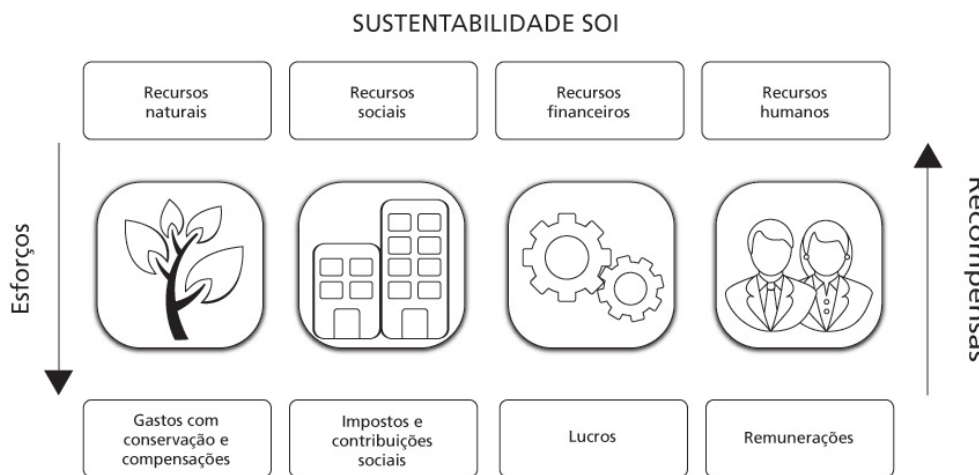 SUSTENTABILIDADE SOI
Recursos
naturais
Recursos
sociais
Recursos
financeiros
Recursos
humanos
Esforços
Recompensas
Gastos com
conservação e
compensações
Impostos e
contribuições
sociais
Lucros
Remunerações